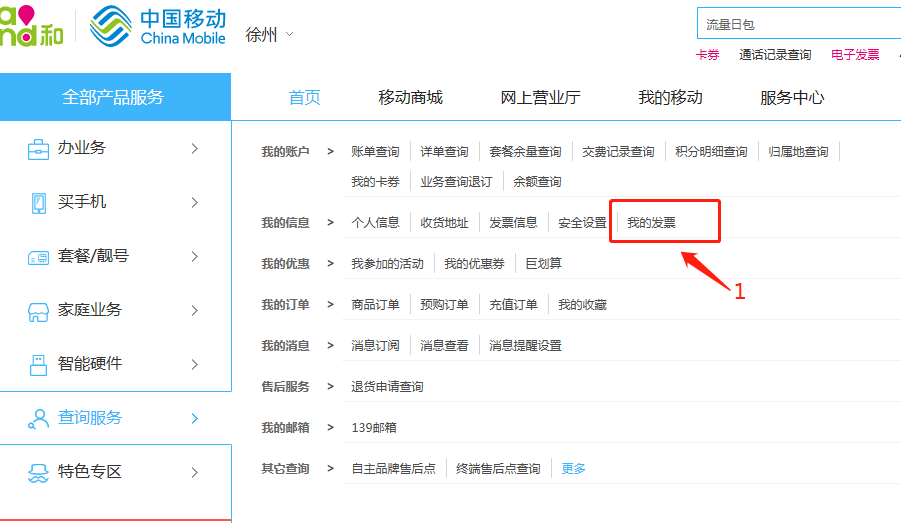 and和 中国移动 China Mobile 徐州
流量日包
卡券 通话记录查询 电子发票
全部产品服务 首页 移动商城 网上营业厅 我的移动 服务中心
办业务
买手机
套餐/靓号
家庭业务
智能硬件
查询服务
特色专区
我的账户 > 账单查询 详单查询 套餐余量查询 交费记录查询 积分明细查询 归属地查询
我的卡券 业务查询退订 余额查询
我的信息 > 个人信息 收货地址 发票信息 安全设置 我的发票
我的优惠 > 我参加的活动 我的优惠券 巨划算
1
我的订单 > 商品订单 预购订单 充值订单 我的收藏
我的消息 > 消息订阅 消息查看 消息提醒设置
售后服务 > 退货申请查询
我的邮箱 > 139邮箱
其它查询 > 自主品牌售后点 终端售后点查询 更多